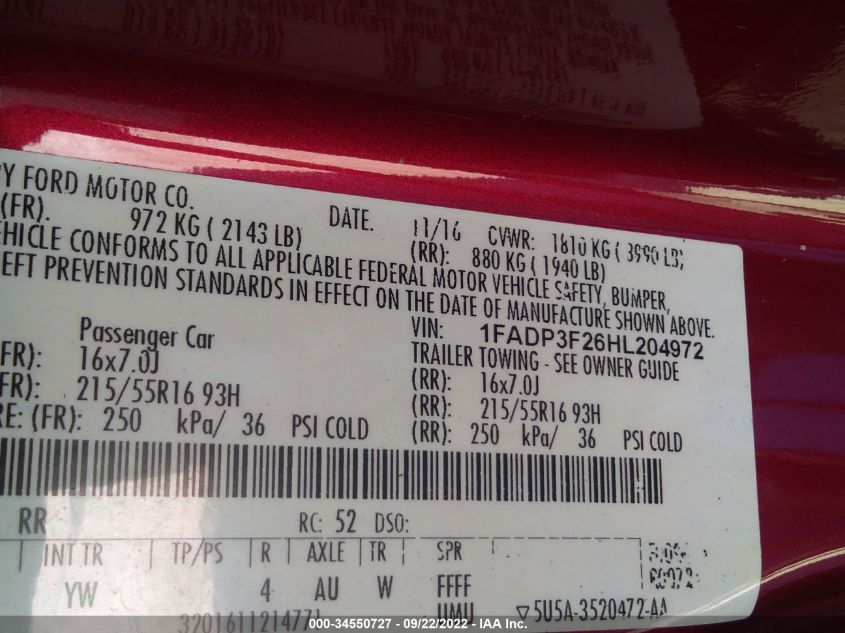 Y FORD MOTOR CO.
(FR). 972 KG ( 2143 LB) DATE. 11/16 GVWR: 1810 KG ( 3990 LB)
(RR): 880 KG ( 1940 LB)
EHICLE CONFORMS TO ALL APPLICABLE FEDERAL MOTOR VEHICLE SAFETY, BUMPER,
EFT PREVENTION STANDARDS IN EFFECT ON THE DATE OF MANUFACTURE SHOWN ABOVE.
VIN: 1FADP3F26HL204972
Passenger Car TRAILER TOWING - SEE OWNER GUIDE
FR): 16x7.0J (RR): 16x7.0J
FR): 215/55R16 93H (RR): 215/55R16 93H
RE: (FR): 250 kPa/ 36 PSI COLD (RR): 250 kPa/ 36 PSI COLD
RR RC: 52 DSO:
INT TR TP/PS R AXLE TR SPR
YW 4 AU W FFFF
3201611214771 UMU ▽5U5A-3520472-AA
000-34550727 - 09/22/2022 - IAA Inc.